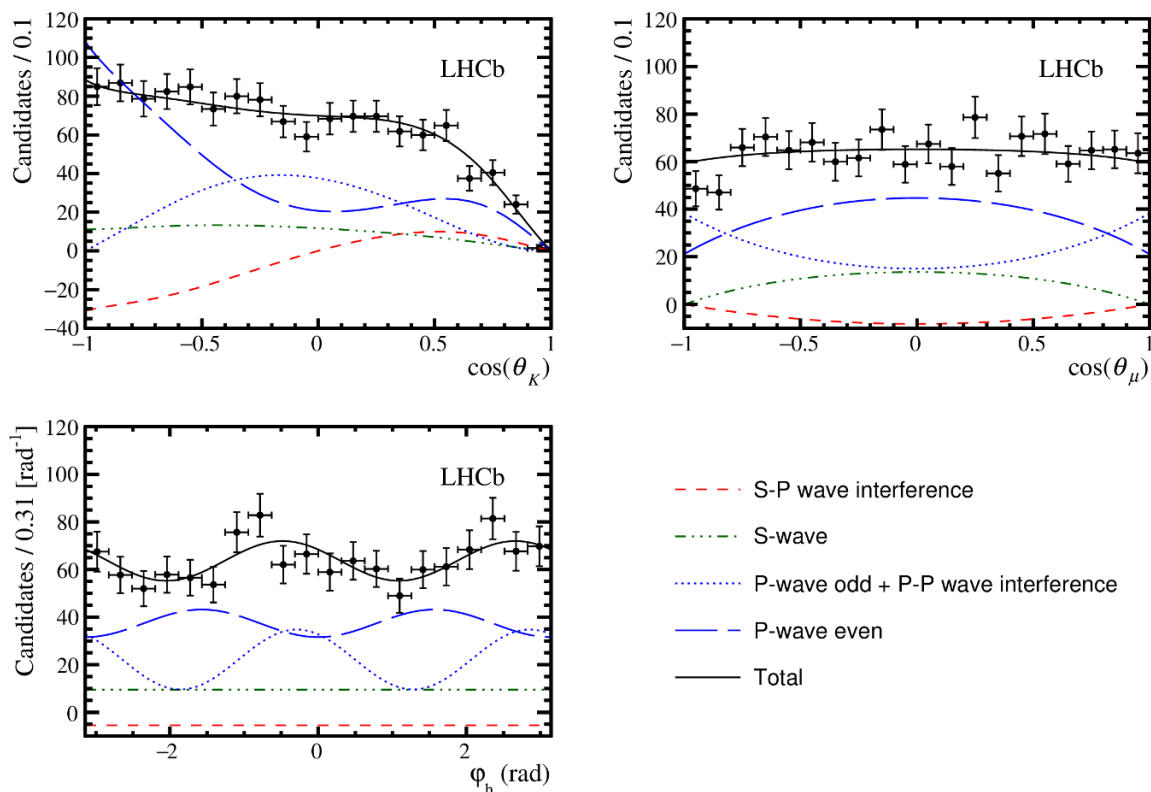 Candidates / 0.1
120
100
80
60
40
20
0
−20
−40
LHCb
−1
−0.5
0
0.5
1
cos(θ_K)
Candidates / 0.1
120
100
80
60
40
20
0
LHCb
−1
−0.5
0
0.5
1
cos(θ_μ)
Candidates / 0.31 [rad⁻¹]
120
100
80
60
40
20
0
LHCb
−2
0
2
φ_h (rad)
S-P wave interference
S-wave
P-wave odd + P-P wave interference
P-wave even
Total